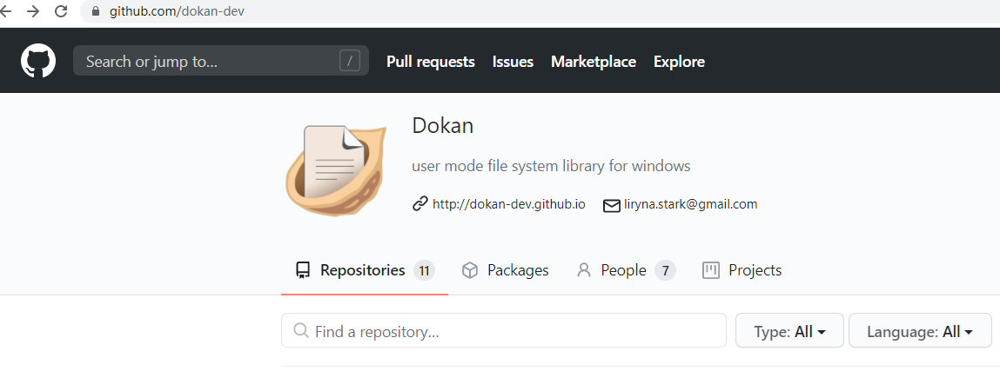 github.com/dokan-dev
Search or jump to… / Pull requests Issues Marketplace Explore
Dokan
user mode file system library for windows
http://dokan-dev.github.io liryna.stark@gmail.com
Repositories 11 Packages People 7 Projects
Find a repository… Type: All Language: All